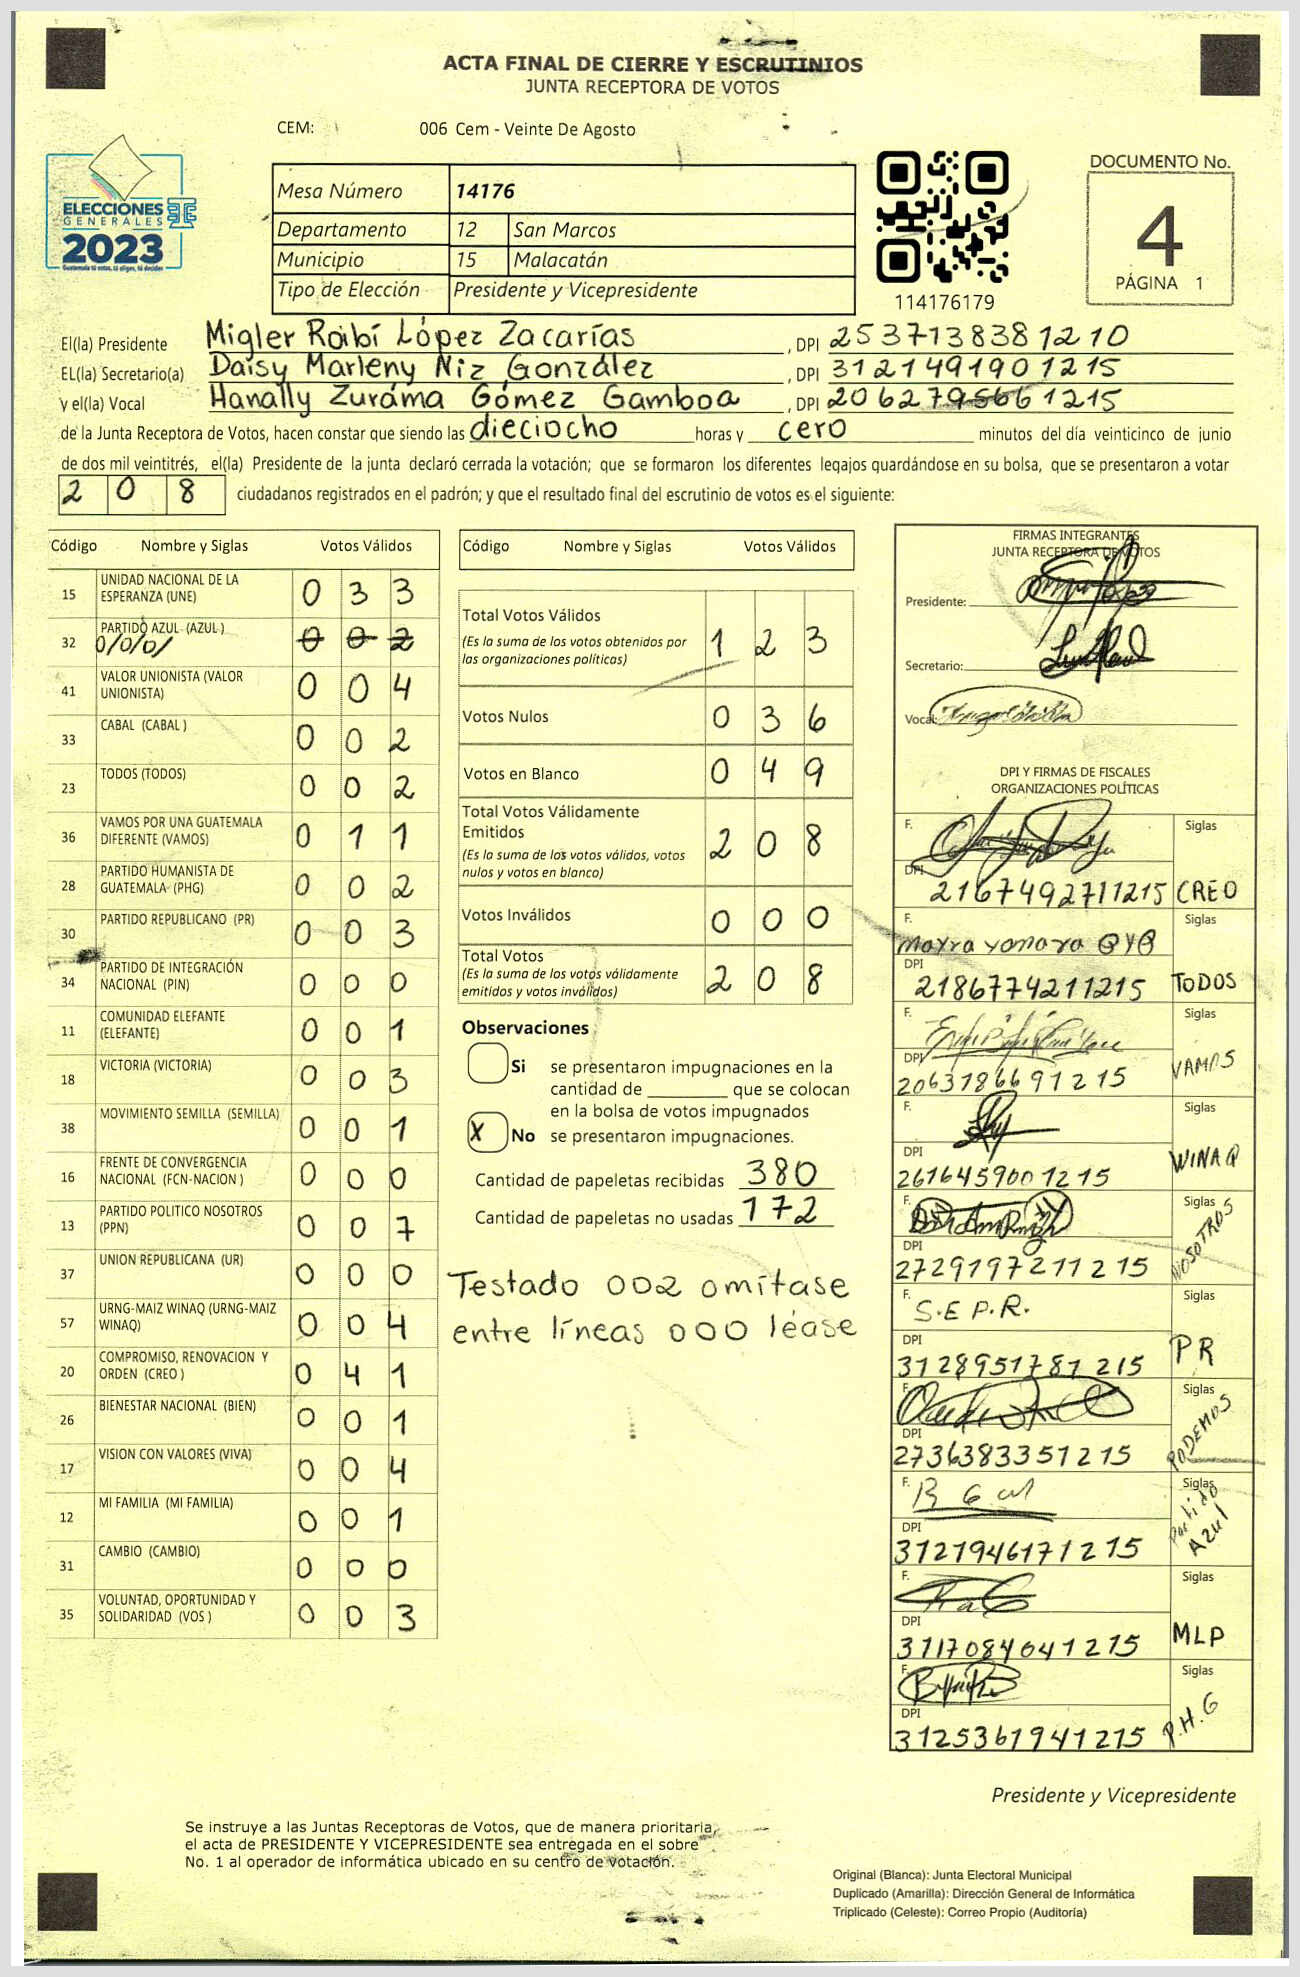 ACTA FINAL DE CIERRE Y ESCRUTINIOS
JUNTA RECEPTORA DE VOTOS
CEM: 006 Cem - Veinte De Agosto
ELECCIONES
GENERALES
2023
Guatemala tú votas, tú eliges, tú decides
Mesa Número 14176
Departamento 12 San Marcos
Municipio 15 Malacatán
Tipo de Elección Presidente y Vicepresidente
114176179
DOCUMENTO No.
4
PÁGINA 1
El(la) Presidente Migler Roibí López Zacarías , DPI 2537138381210
EL(la) Secretario(a) Daisy Marleny Niz González , DPI 3121491901215
y el(la) Vocal Hanally Zurama Gómez Gamboa , DPI 2062795661215
de la Junta Receptora de Votos, hacen constar que siendo las dieciocho horas y cero minutos del día veinticinco de junio
de dos mil veintitrés, el(la) Presidente de la junta declaró cerrada la votación; que se formaron los diferentes legajos guardándose en su bolsa, que se presentaron a votar
2 0 8 ciudadanos registrados en el padrón; y que el resultado final del escrutinio de votos es el siguiente:
Código Nombre y Siglas Votos Válidos
15 UNIDAD NACIONAL DE LA ESPERANZA (UNE) 0 3 3
32 PARTIDO AZUL (AZUL) 0/0/0/ 0 0 2
41 VALOR UNIONISTA (VALOR UNIONISTA) 0 0 4
33 CABAL (CABAL ) 0 0 2
23 TODOS (TODOS) 0 0 2
36 VAMOS POR UNA GUATEMALA DIFERENTE (VAMOS) 0 1 1
28 PARTIDO HUMANISTA DE GUATEMALA (PHG) 0 0 2
30 PARTIDO REPUBLICANO (PR) 0 0 3
34 PARTIDO DE INTEGRACIÓN NACIONAL (PIN) 0 0 0
11 COMUNIDAD ELEFANTE (ELEFANTE) 0 0 1
18 VICTORIA (VICTORIA) 0 0 3
38 MOVIMIENTO SEMILLA (SEMILLA) 0 0 1
16 FRENTE DE CONVERGENCIA NACIONAL (FCN-NACION ) 0 0 0
13 PARTIDO POLITICO NOSOTROS (PPN) 0 0 7
37 UNION REPUBLICANA (UR) 0 0 0
57 URNG-MAIZ WINAQ (URNG-MAIZ WINAQ) 0 0 4
20 COMPROMISO, RENOVACION Y ORDEN (CREO ) 0 4 1
26 BIENESTAR NACIONAL (BIEN) 0 0 1
17 VISION CON VALORES (VIVA) 0 0 4
12 MI FAMILIA (MI FAMILIA) 0 0 1
31 CAMBIO (CAMBIO) 0 0 0
35 VOLUNTAD, OPORTUNIDAD Y SOLIDARIDAD (VOS ) 0 0 3
Código Nombre y Siglas Votos Válidos
Total Votos Válidos
(Es la suma de los votos obtenidos por
las organizaciones políticas) 1 2 3
Votos Nulos 0 3 6
Votos en Blanco 0 4 9
Total Votos Válidamente
Emitidos
(Es la suma de los votos válidos, votos
nulos y votos en blanco) 2 0 8
Votos Inválidos 0 0 0
Total Votos
(Es la suma de los votos válidamente
emitidos y votos inválidos) 2 0 8
Observaciones
Si se presentaron impugnaciones en la
cantidad de ________ que se colocan
en la bolsa de votos impugnados
X No se presentaron impugnaciones.
Cantidad de papeletas recibidas 380
Cantidad de papeletas no usadas 172
Testado 002 omítase
entre líneas 000 léase
FIRMAS INTEGRANTES
JUNTA RECEPTORA DE VOTOS
Presidente:
Secretario:
Vocal:
DPI Y FIRMAS DE FISCALES
ORGANIZACIONES POLÍTICAS
F. Siglas
DPI 2167492711215 CREO
F. Siglas
DPI 2186774211215 TODOS
F. Siglas
DPI 2063786691215 VAMOS
F. Siglas
DPI 2616459001215 WINAQ
F. Siglas
DPI 2729197211215 NOSOTROS
F. S.E P.R. Siglas
DPI 3128951781215 PR
F. Siglas
DPI 2736383351215 PODEMOS
F. Siglas
DPI 3121946171215 Partido Azul
F. Siglas
DPI 3117084041215 MLP
F. Siglas
DPI 3125361941215 P.H.G
Presidente y Vicepresidente
Se instruye a las Juntas Receptoras de Votos, que de manera prioritaria,
el acta de PRESIDENTE Y VICEPRESIDENTE sea entregada en el sobre
No. 1 al operador de informática ubicado en su centro de votación.
Original (Blanca): Junta Electoral Municipal
Duplicado (Amarilla): Dirección General de Informática
Triplicado (Celeste): Correo Propio (Auditoría)